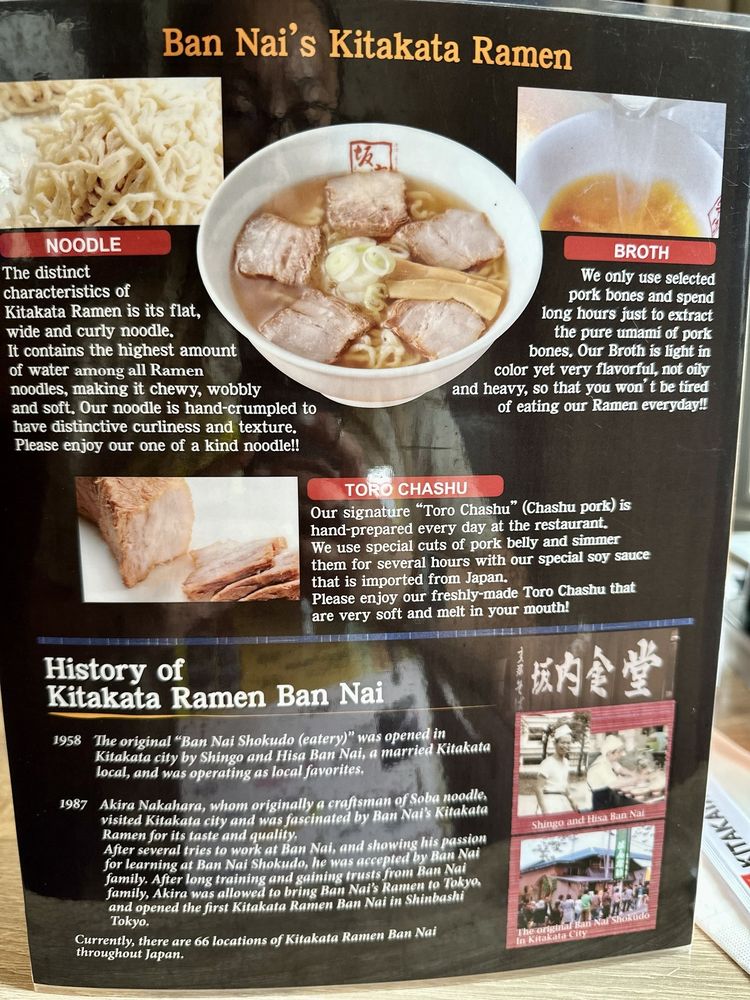 Ban Nai's Kitakata Ramen
坂内
NOODLE
The distinct
characteristics of
Kitakata Ramen is its flat,
wide and curly noodle.
It contains the highest amount
of water among all Ramen
noodles, making it chewy, wobbly
and soft. Our noodle is hand-crumpled to
have distinctive curliness and texture.
Please enjoy our one of a kind noodle!!
BROTH
We only use selected
pork bones and spend
long hours just to extract
the pure umami of pork
bones. Our Broth is light in
color yet very flavorful, not oily
and heavy, so that you won't be tired
of eating our Ramen everyday!!
TORO CHASHU
Our signature "Toro Chashu" (Chashu pork) is
hand-prepared every day at the restaurant.
We use special cuts of pork belly and simmer
them for several hours with our special soy sauce
that is imported from Japan.
Please enjoy our freshly-made Toro Chashu that
are very soft and melt in your mouth!
History of
Kitakata Ramen Ban Nai
坂内食堂
1958 The original "Ban Nai Shokudo (eatery)" was opened in
Kitakata city by Shingo and Hisa Ban Nai, a married Kitakata
local, and was operating as local favorites.
1987 Akira Nakahara, whom originally a craftsman of Soba noodle,
visited Kitakata city and was fascinated by Ban Nai's Kitakata
Ramen for its taste and quality.
After several tries to work at Ban Nai, and showing his passion
for learning at Ban Nai Shokudo, he was accepted by Ban Nai
family. After long training and gaining trusts from Ban Nai
family, Akira was allowed to bring Ban Nai's Ramen to Tokyo,
and opened the first Kitakata Ramen Ban Nai in Shinbashi
Tokyo.
Currently, there are 66 locations of Kitakata Ramen Ban Nai
throughout Japan.
Shingo and Hisa Ban Nai
The original Ban Nai Shokudo
In Kitakata City